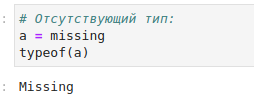 : # Отсутствующий тип:
a = missing
typeof(a)
: Missing